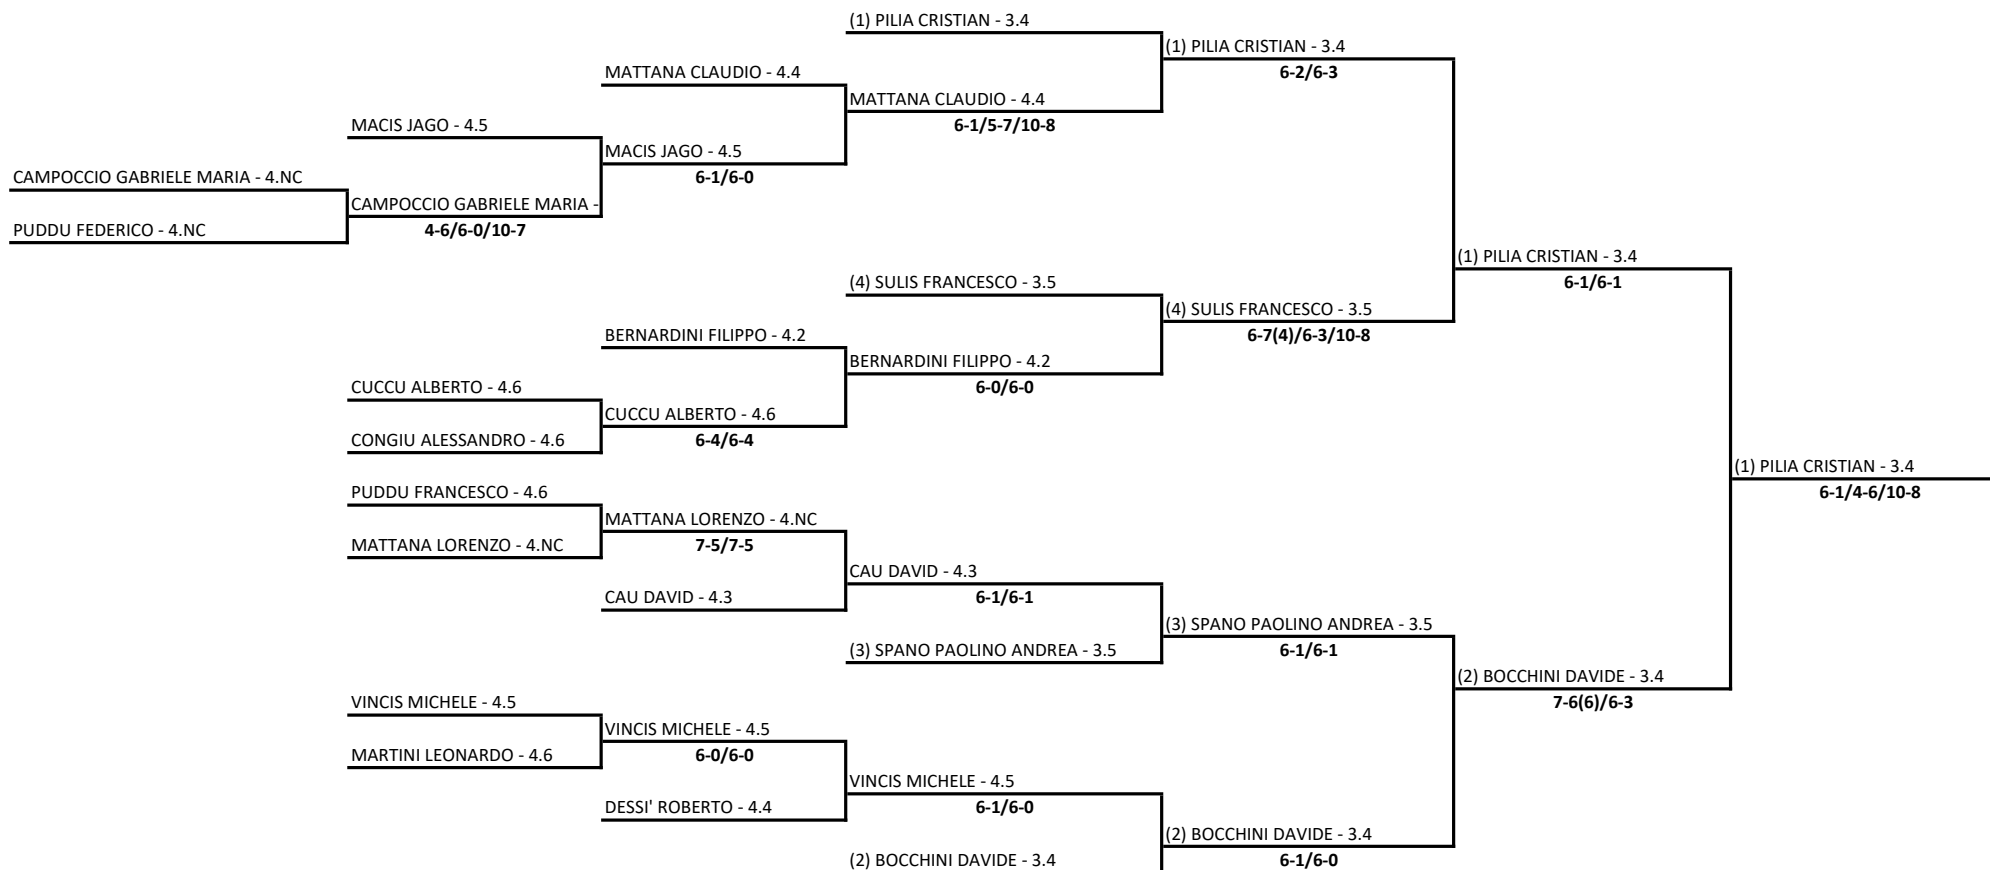 (1) PILIA CRISTIAN - 3.4
(1) PILIA CRISTIAN - 3.4
MATTANA CLAUDIO - 4.4
6-2/6-3
MATTANA CLAUDIO - 4.4
MACIS JAGO - 4.5
6-1/5-7/10-8
MACIS JAGO - 4.5
CAMPOCCIO GABRIELE MARIA - 4.NC
6-1/6-0
CAMPOCCIO GABRIELE MARIA -
PUDDU FEDERICO - 4.NC
4-6/6-0/10-7
(1) PILIA CRISTIAN - 3.4
(4) SULIS FRANCESCO - 3.5
6-1/6-1
(4) SULIS FRANCESCO - 3.5
BERNARDINI FILIPPO - 4.2
6-7(4)/6-3/10-8
BERNARDINI FILIPPO - 4.2
CUCCU ALBERTO - 4.6
6-0/6-0
CUCCU ALBERTO - 4.6
CONGIU ALESSANDRO - 4.6
6-4/6-4
(1) PILIA CRISTIAN - 3.4
PUDDU FRANCESCO - 4.6
6-1/4-6/10-8
MATTANA LORENZO - 4.NC
MATTANA LORENZO - 4.NC
7-5/7-5
CAU DAVID - 4.3
CAU DAVID - 4.3
6-1/6-1
(3) SPANO PAOLINO ANDREA - 3.5
(3) SPANO PAOLINO ANDREA - 3.5
6-1/6-1
(2) BOCCHINI DAVIDE - 3.4
VINCIS MICHELE - 4.5
7-6(6)/6-3
VINCIS MICHELE - 4.5
MARTINI LEONARDO - 4.6
6-0/6-0
VINCIS MICHELE - 4.5
DESSI' ROBERTO - 4.4
6-1/6-0
(2) BOCCHINI DAVIDE - 3.4
(2) BOCCHINI DAVIDE - 3.4
6-1/6-0